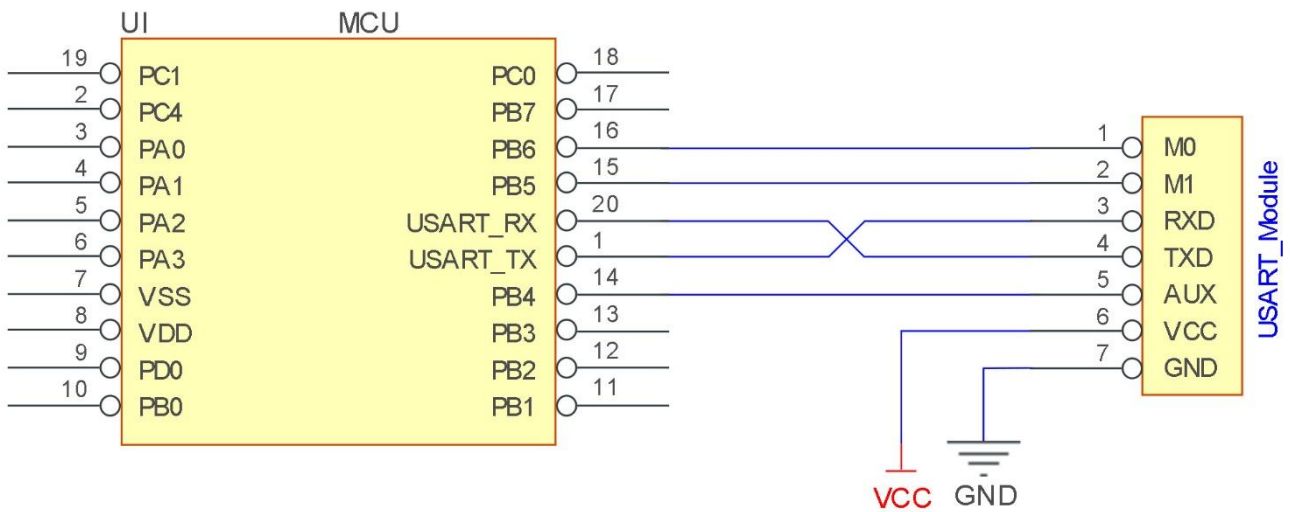 UI MCU
19 PC1 PC0 18
2 PC4 PB7 17
3 PA0 PB6 16 1 M0
4 PA1 PB5 15 2 M1
5 PA2 USART_RX 20 3 RXD
6 PA3 USART_TX 1 4 TXD
7 VSS PB4 14 5 AUX
8 VDD PB3 13 6 VCC
9 PD0 PB2 12 7 GND
10 PB0 PB1 11
USART_Module
VCC GND